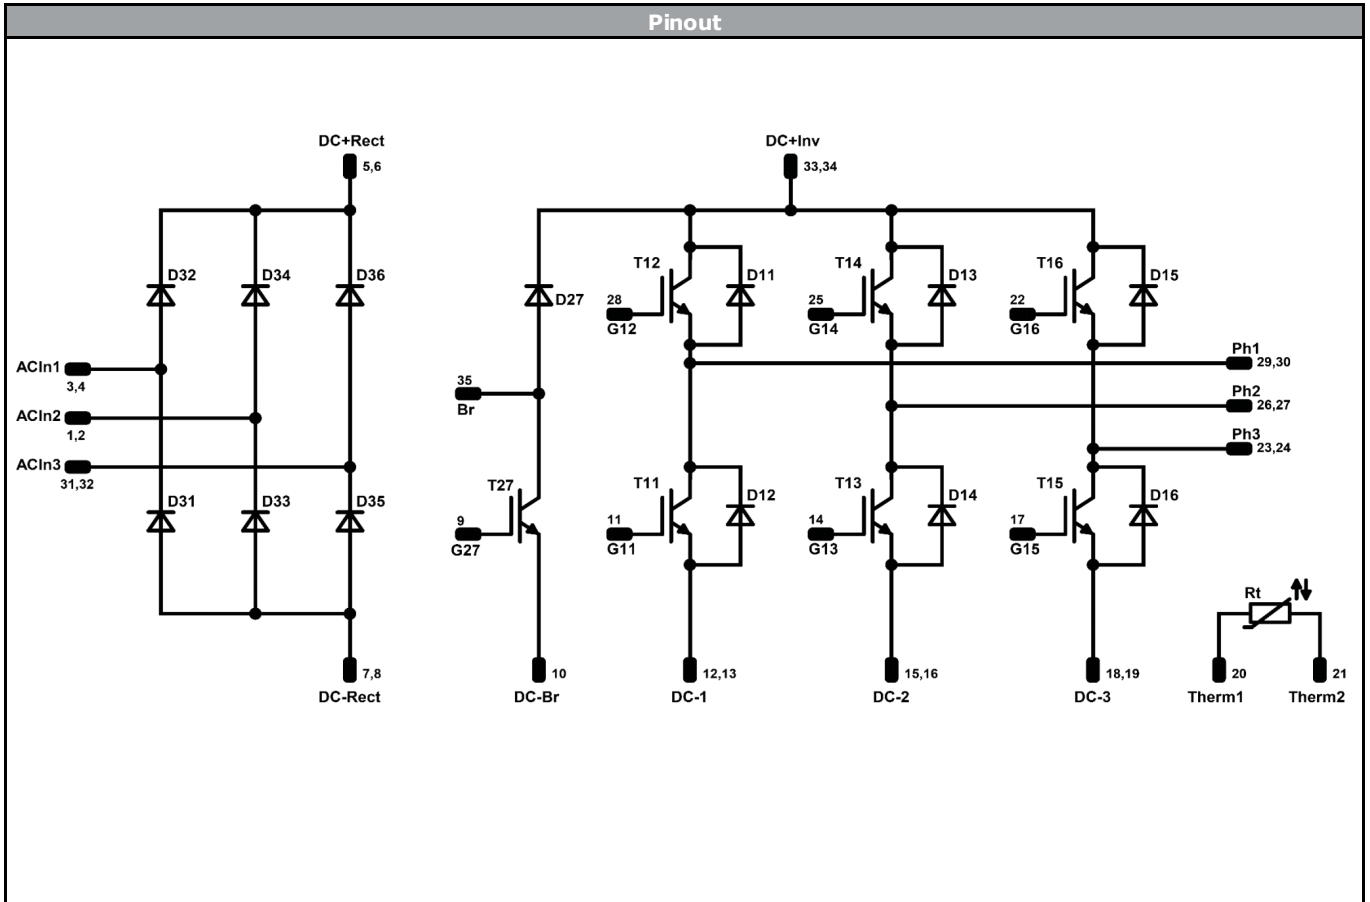 Pinout
DC+Rect
5,6
DC+Inv
33,34
D32
D34
D36
D27
T12
D11
28
G12
T14
D13
25
G14
T16
D15
22
G16
ACIn1
3,4
ACIn2
1,2
ACIn3
31,32
35
Br
Ph1
29,30
Ph2
26,27
Ph3
23,24
D31
D33
D35
T27
9
G27
T11
D12
11
G11
T13
D14
14
G13
T15
D16
17
G15
Rt
7,8
DC-Rect
10
DC-Br
12,13
DC-1
15,16
DC-2
18,19
DC-3
20
Therm1
21
Therm2